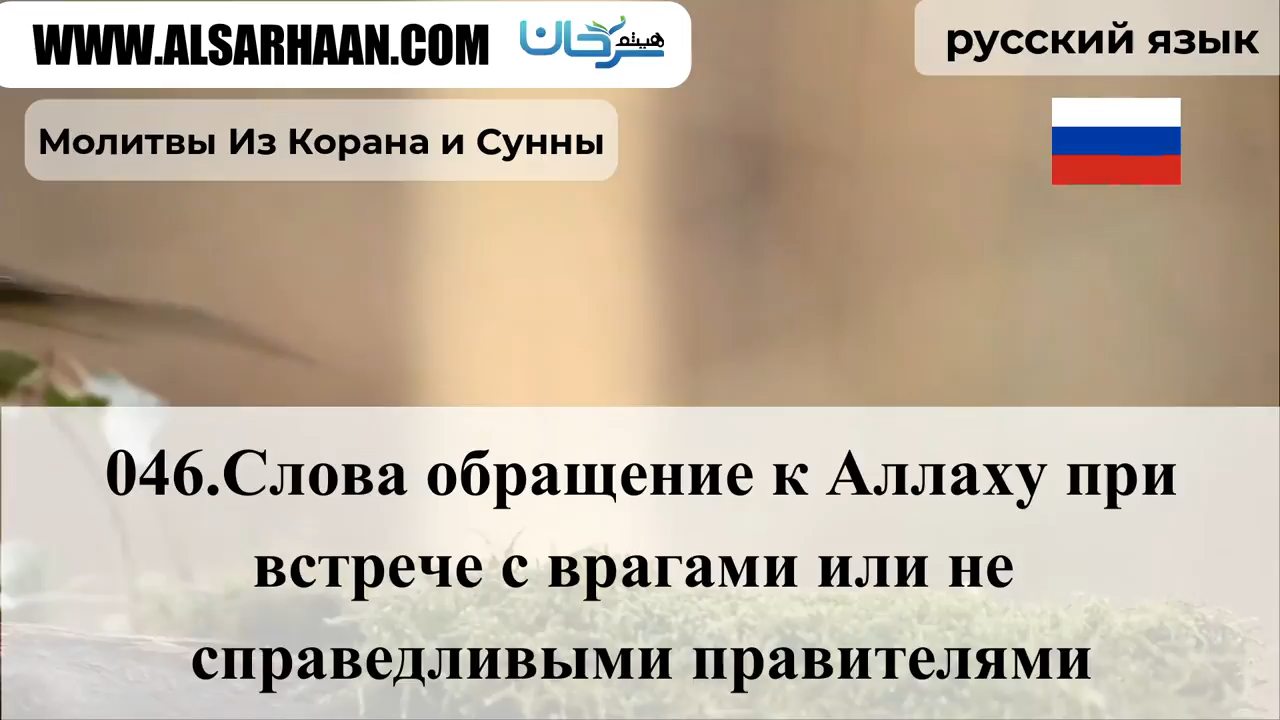 WWW.ALSARHAAN.COM
هيثم سرحان
русский язык
Молитвы Из Корана и Сунны
046.Слова обращение к Аллаху при
встрече с врагами или не
справедливыми правителями